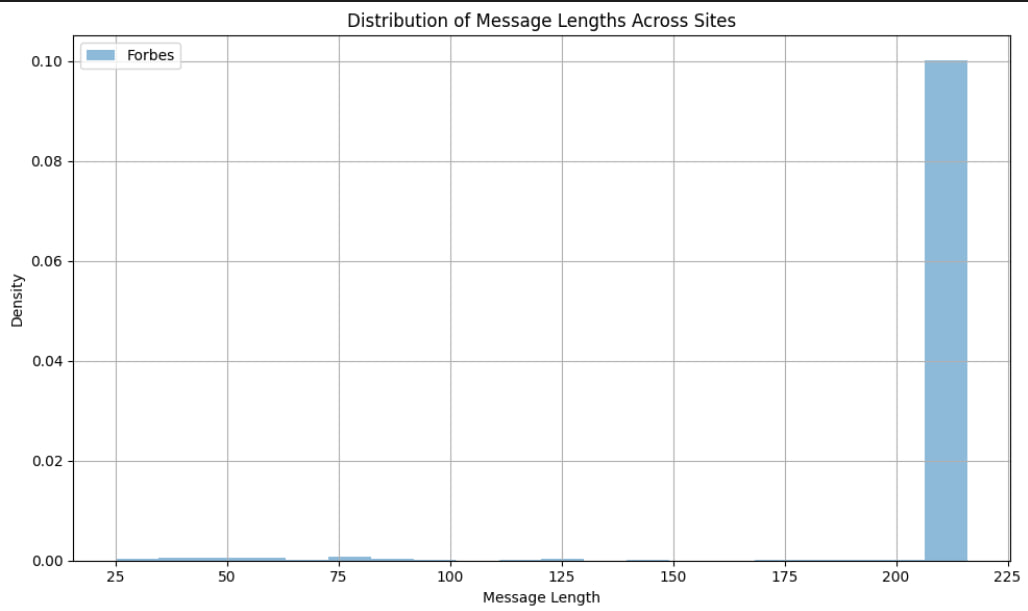 Distribution of Message Lengths Across Sites
Forbes
0.10
0.08
0.06
0.04
0.02
0.00
Density
25 50 75 100 125 150 175 200 225
Message Length